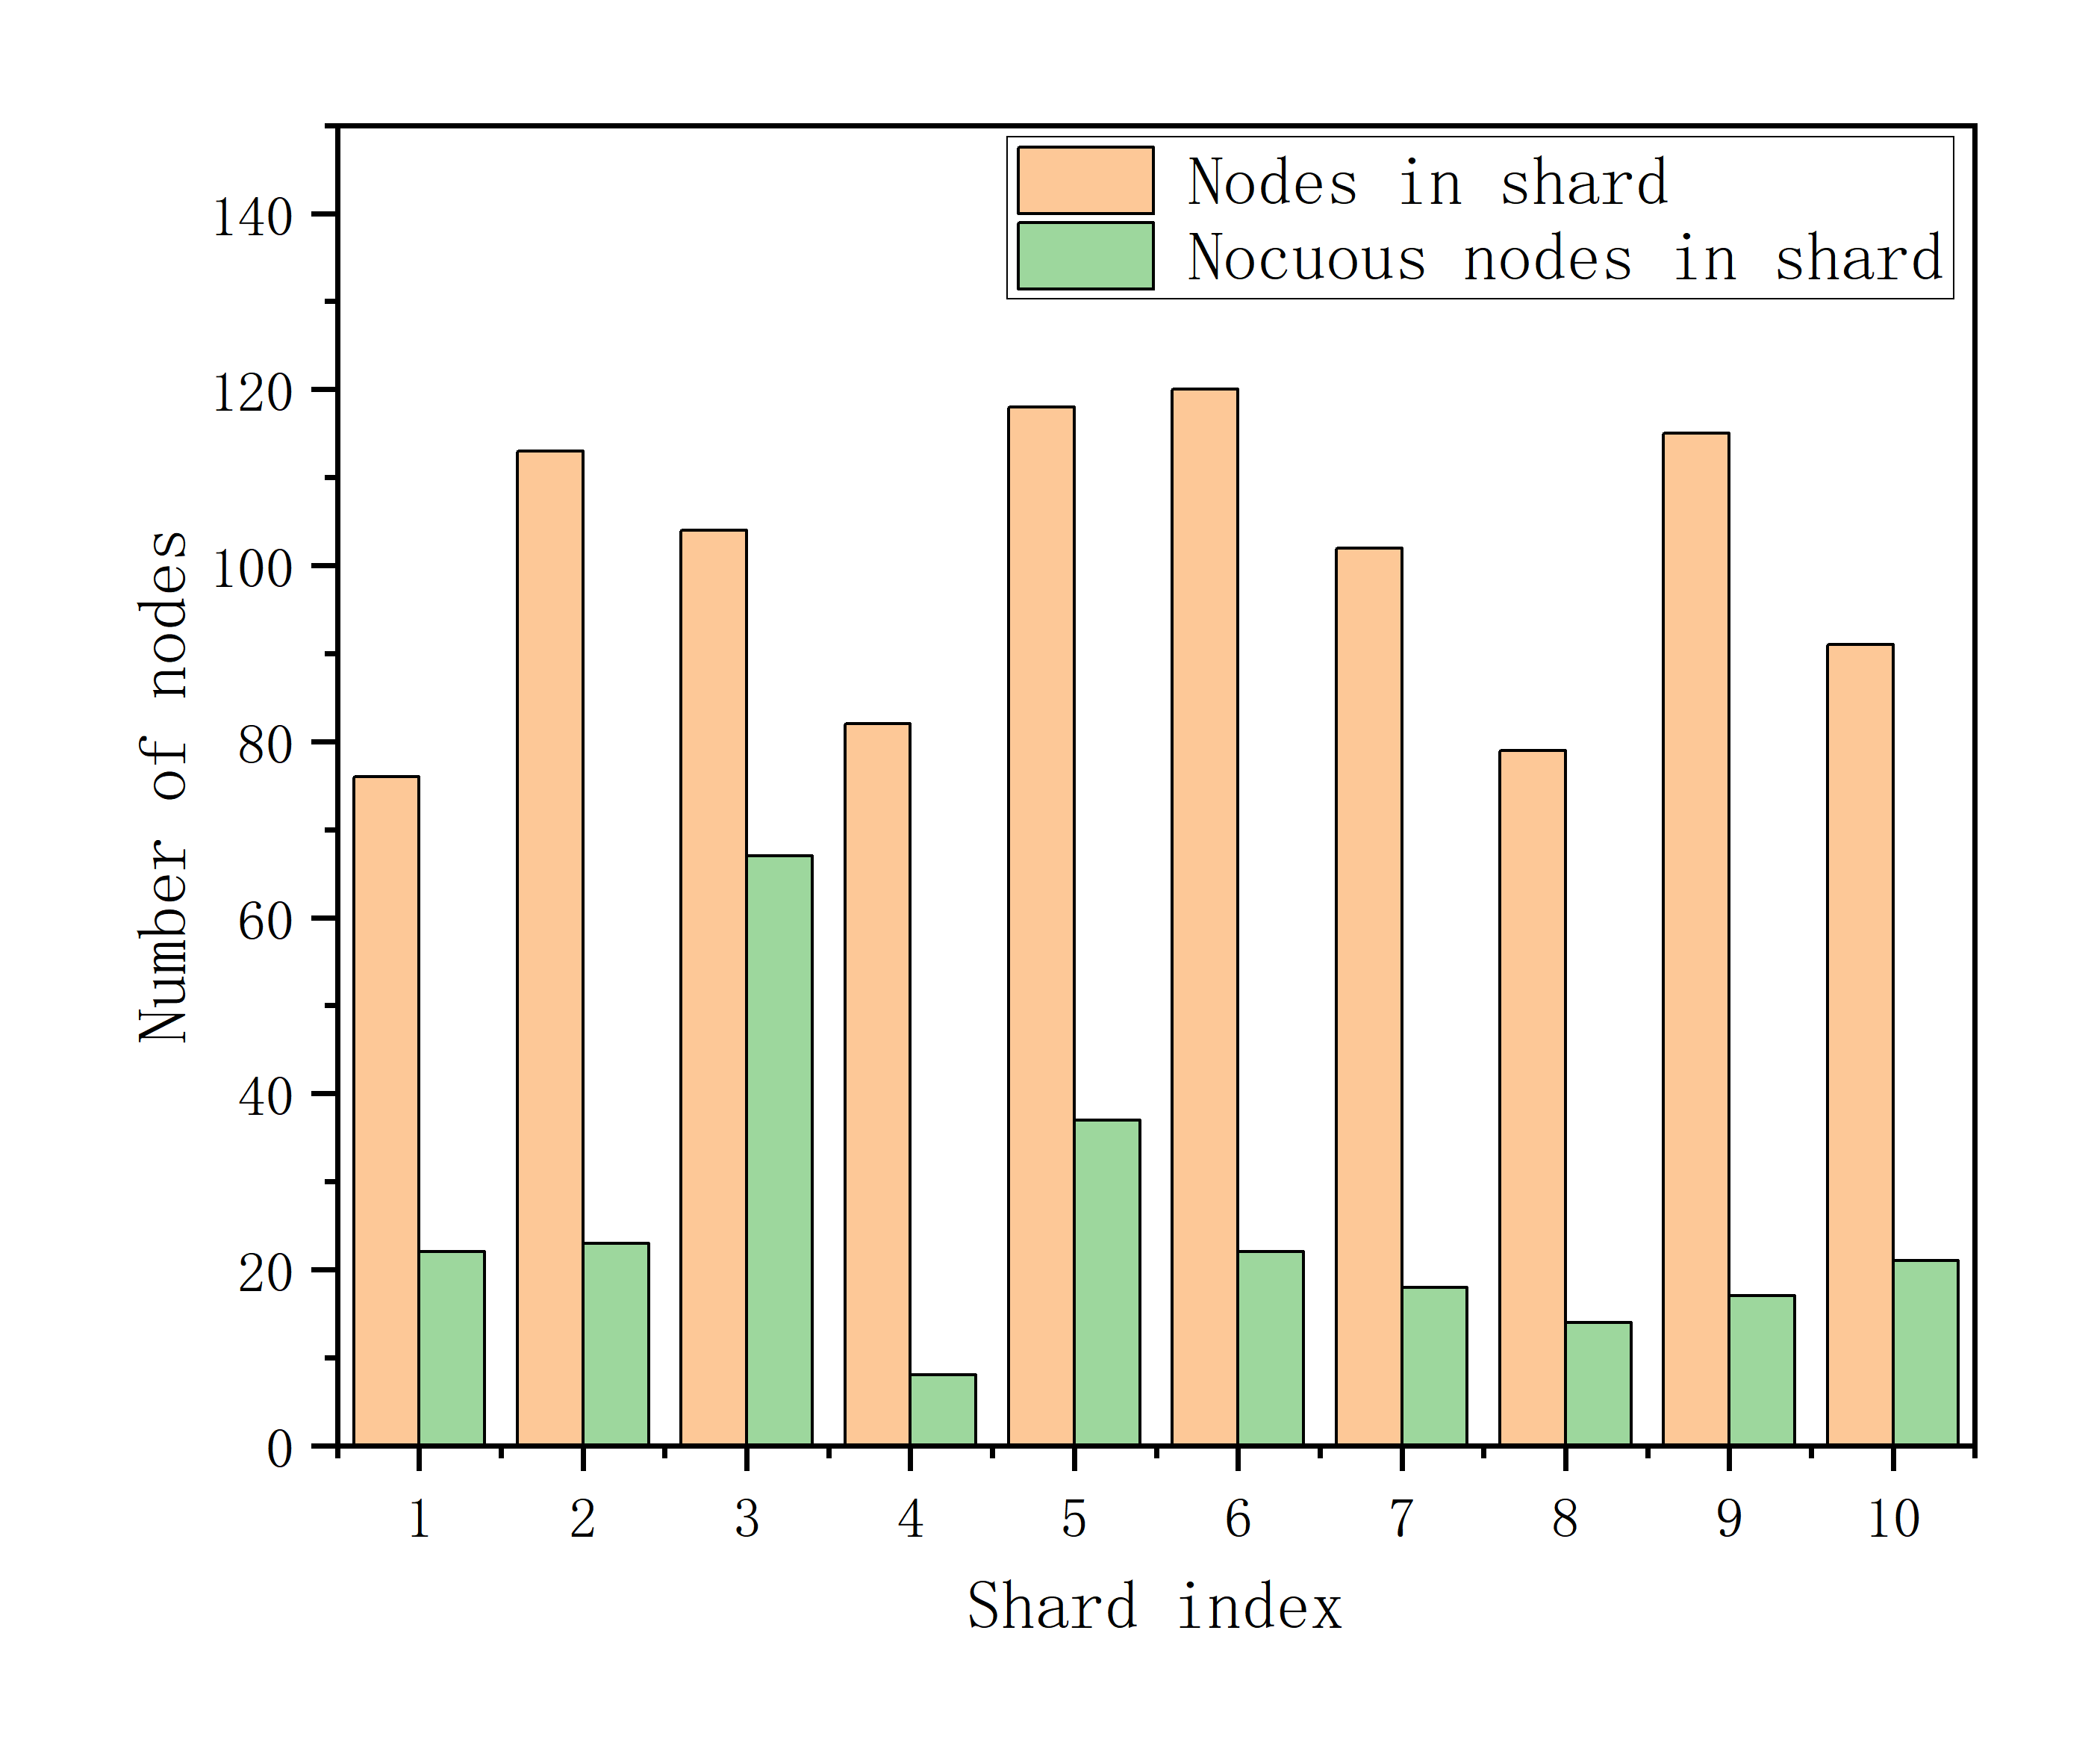 Nodes in shard
Nocuous nodes in shard
140
120
100
80
60
40
20
0
Number of nodes
1 2 3 4 5 6 7 8 9 10
Shard index